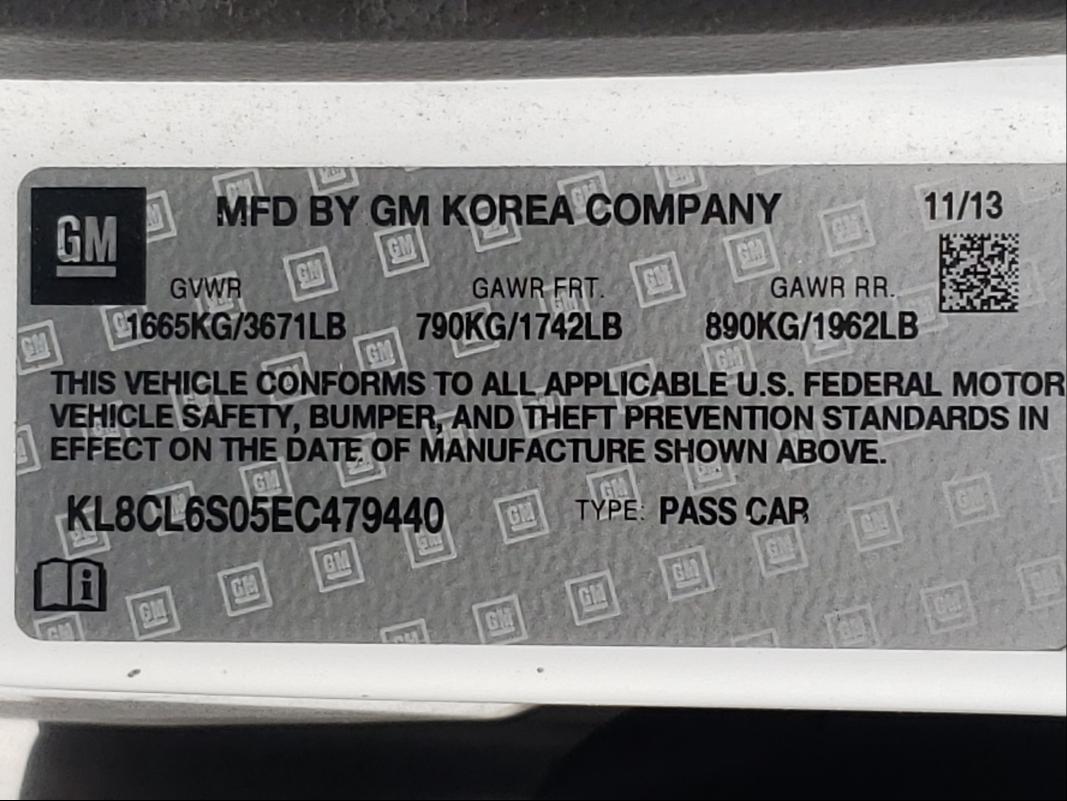 GM
MFD BY GM KOREA COMPANY
11/13
GVWR GAWR FRT. GAWR RR.
1665KG/3671LB 790KG/1742LB 890KG/1962LB
THIS VEHICLE CONFORMS TO ALL APPLICABLE U.S. FEDERAL MOTOR
VEHICLE SAFETY, BUMPER, AND THEFT PREVENTION STANDARDS IN
EFFECT ON THE DATE OF MANUFACTURE SHOWN ABOVE.
KL8CL6S05EC479440 TYPE: PASS CAR
i